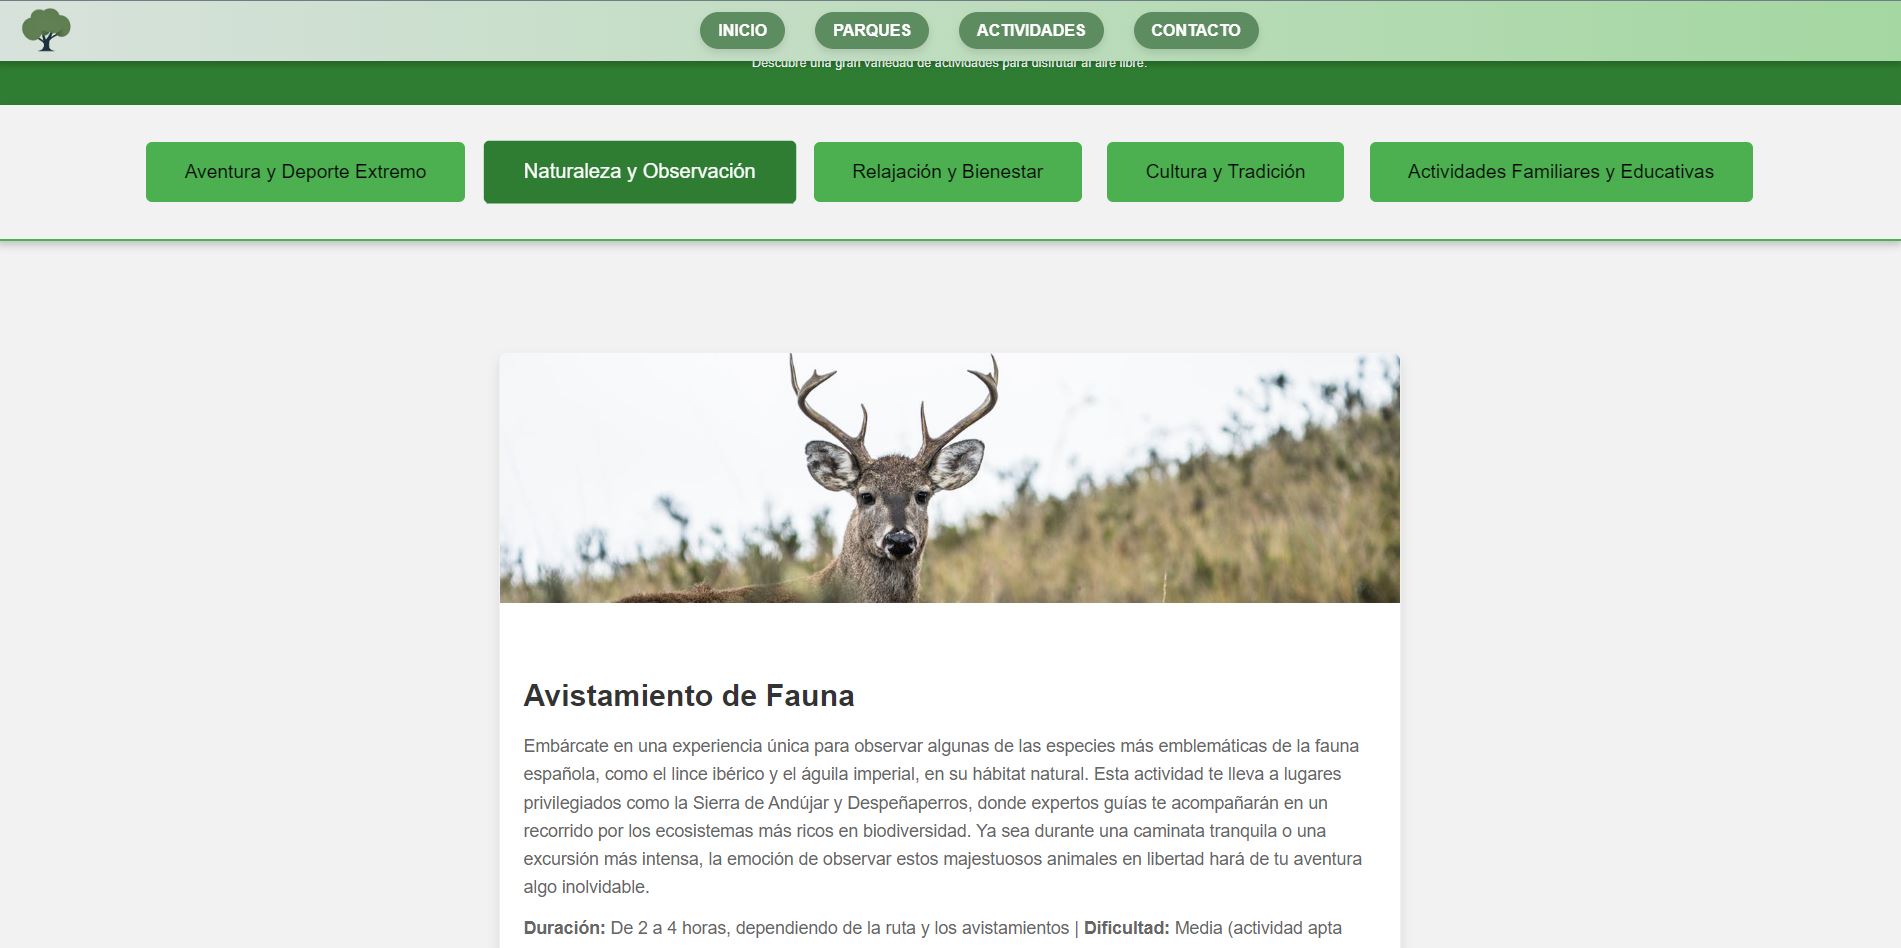 INICIO PARQUES ACTIVIDADES CONTACTO
Descubre una gran variedad de actividades para disfrutar al aire libre.
Aventura y Deporte Extremo
Naturaleza y Observación
Relajación y Bienestar
Cultura y Tradición
Actividades Familiares y Educativas
Avistamiento de Fauna
Embárcate en una experiencia única para observar algunas de las especies más emblemáticas de la fauna
española, como el lince ibérico y el águila imperial, en su hábitat natural. Esta actividad te lleva a lugares
privilegiados como la Sierra de Andújar y Despeñaperros, donde expertos guías te acompañarán en un
recorrido por los ecosistemas más ricos en biodiversidad. Ya sea durante una caminata tranquila o una
excursión más intensa, la emoción de observar estos majestuosos animales en libertad hará de tu aventura
algo inolvidable.
Duración: De 2 a 4 horas, dependiendo de la ruta y los avistamientos | Dificultad: Media (actividad apta